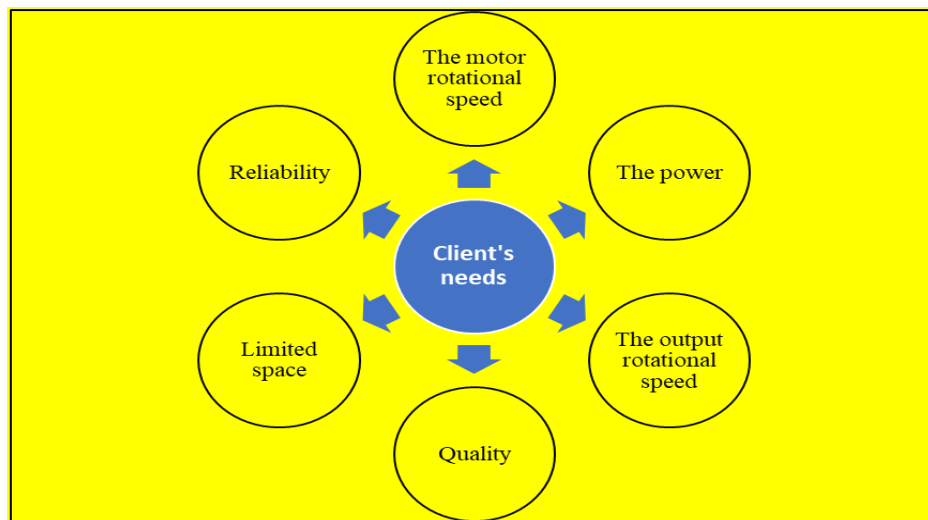 The motor
rotational
speed
Reliability
The power
Client's
needs
Limited
space
The output
rotational
speed
Quality